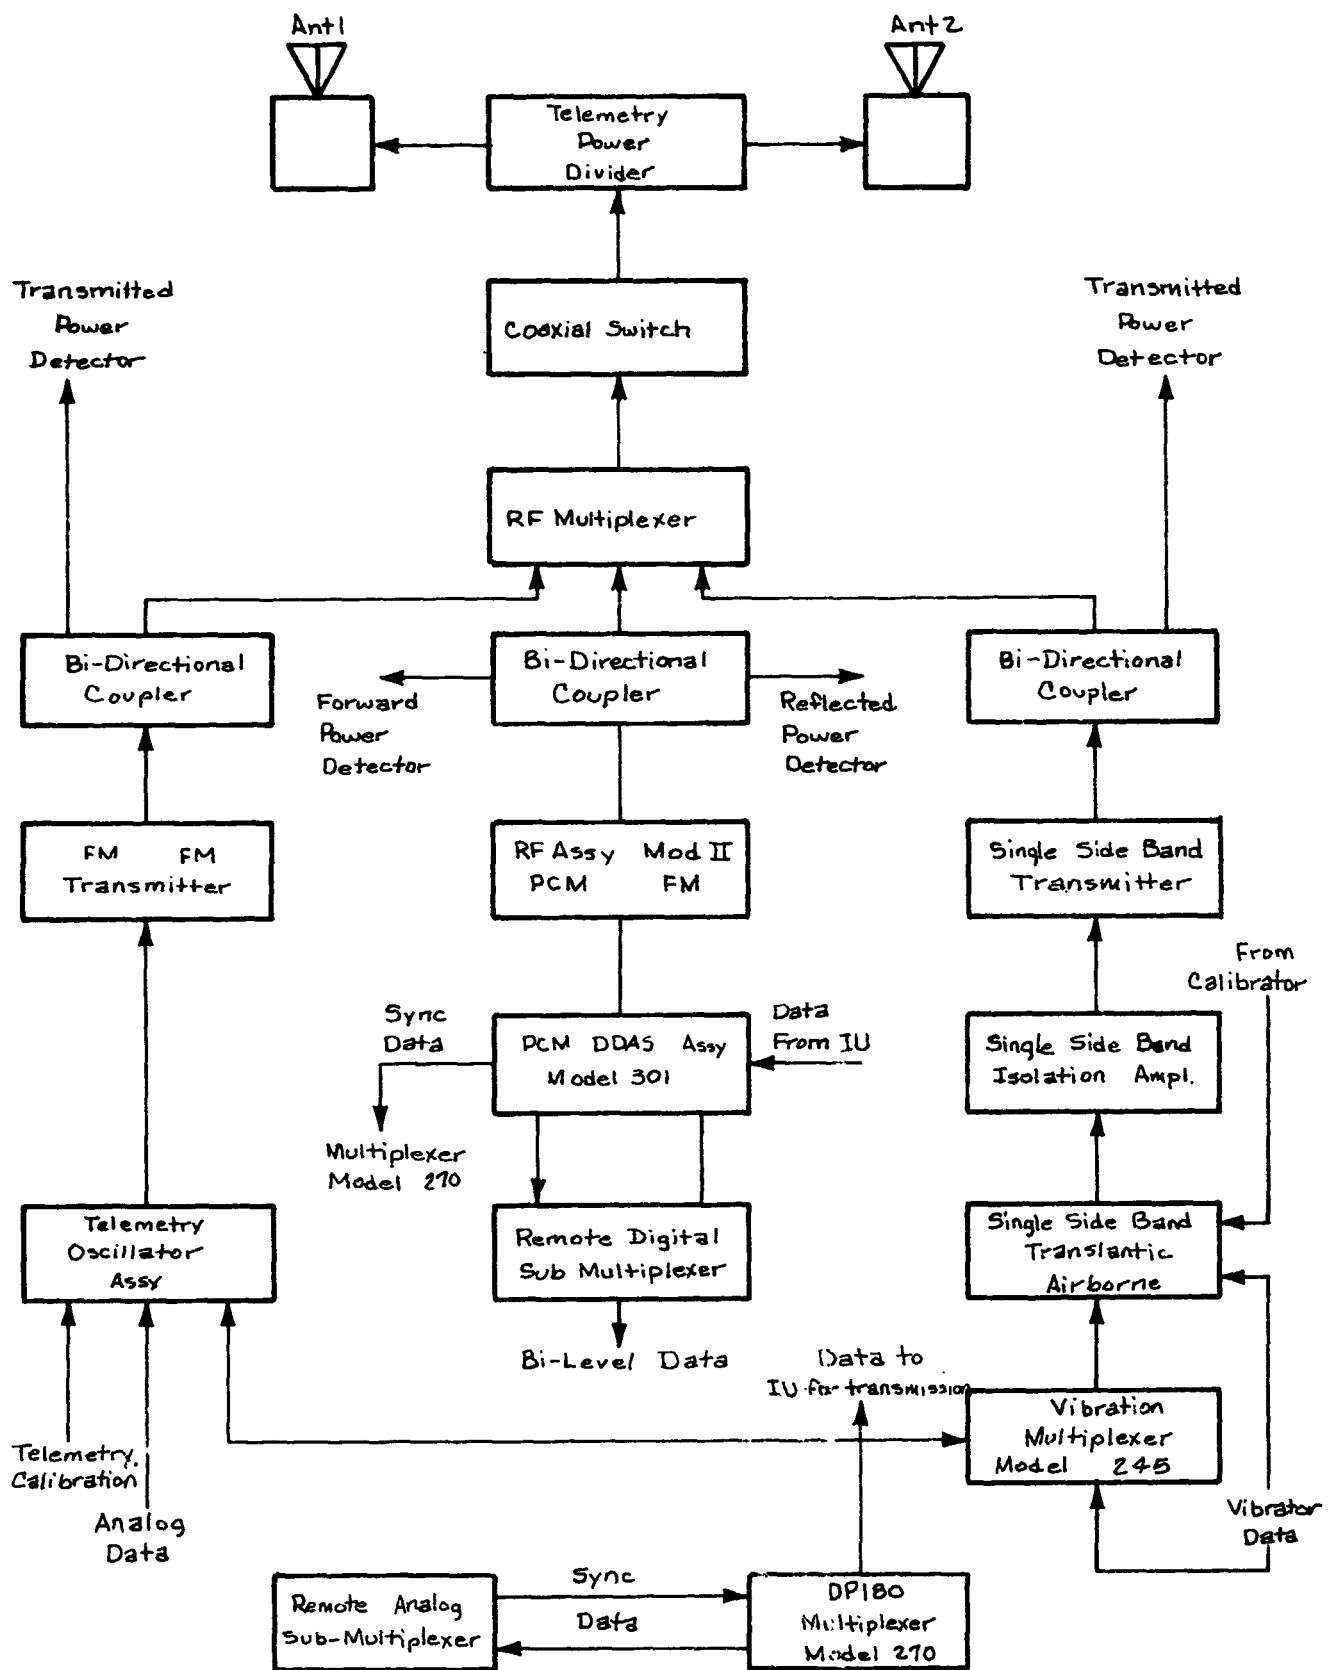 Ant1
Ant2
Telemetry
Power
Divider
Transmitted
Power
Detector
Coaxial Switch
Transmitted
Power
Detector
RF Multiplexer
Bi-Directional
Coupler
Forward
Power
Detector
Bi-Directional
Coupler
Reflected
Power
Detector
Bi-Directional
Coupler
FM FM
Transmitter
RF Assy Mod II
PCM FM
Single Side Band
Transmitter
From
Calibrator
Sync
Data
PCM DDAS Assy
Model 301
Data
From IU
Single Side Band
Isolation Ampl.
Multiplexer
Model 270
Telemetry
Oscillator
Assy
Remote Digital
Sub Multiplexer
Single Side Band
Translantic
Airborne
Bi-Level Data
Data to
IU for transmission
Vibration
Multiplexer
Model 245
Telemetry
Calibration
Analog
Data
Vibrator
Data
Remote Analog
Sub-Multiplexer
Sync
Data
DP180
Multiplexer
Model 270